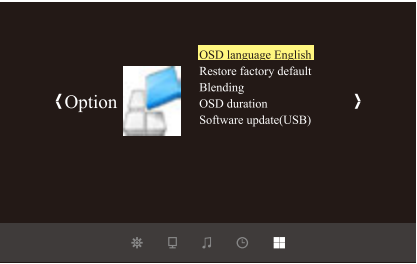 Option
OSD language English
Restore factory default
Blending
OSD duration
Software update(USB)